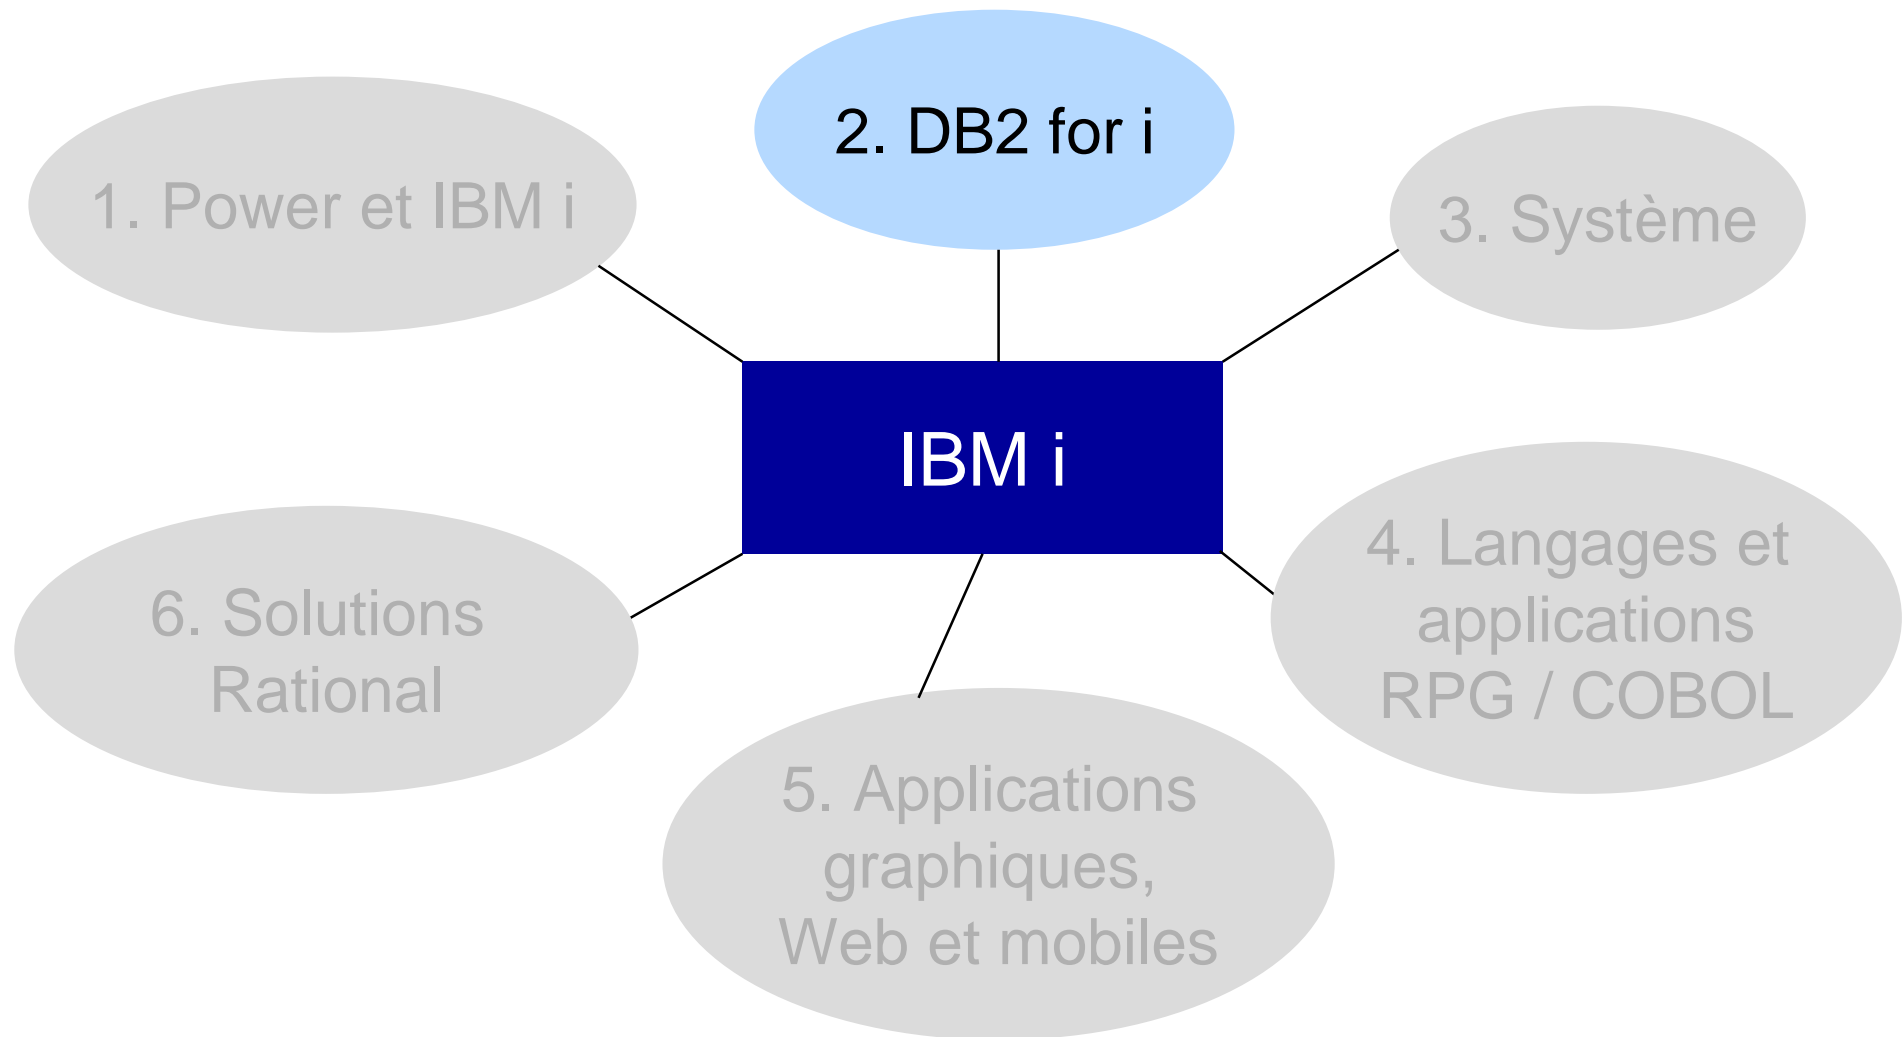 2. DB2 for i
1. Power et IBM i
3. Système
IBM i
4. Langages et
applications
RPG / COBOL
6. Solutions
Rational
5. Applications
graphiques,
Web et mobiles